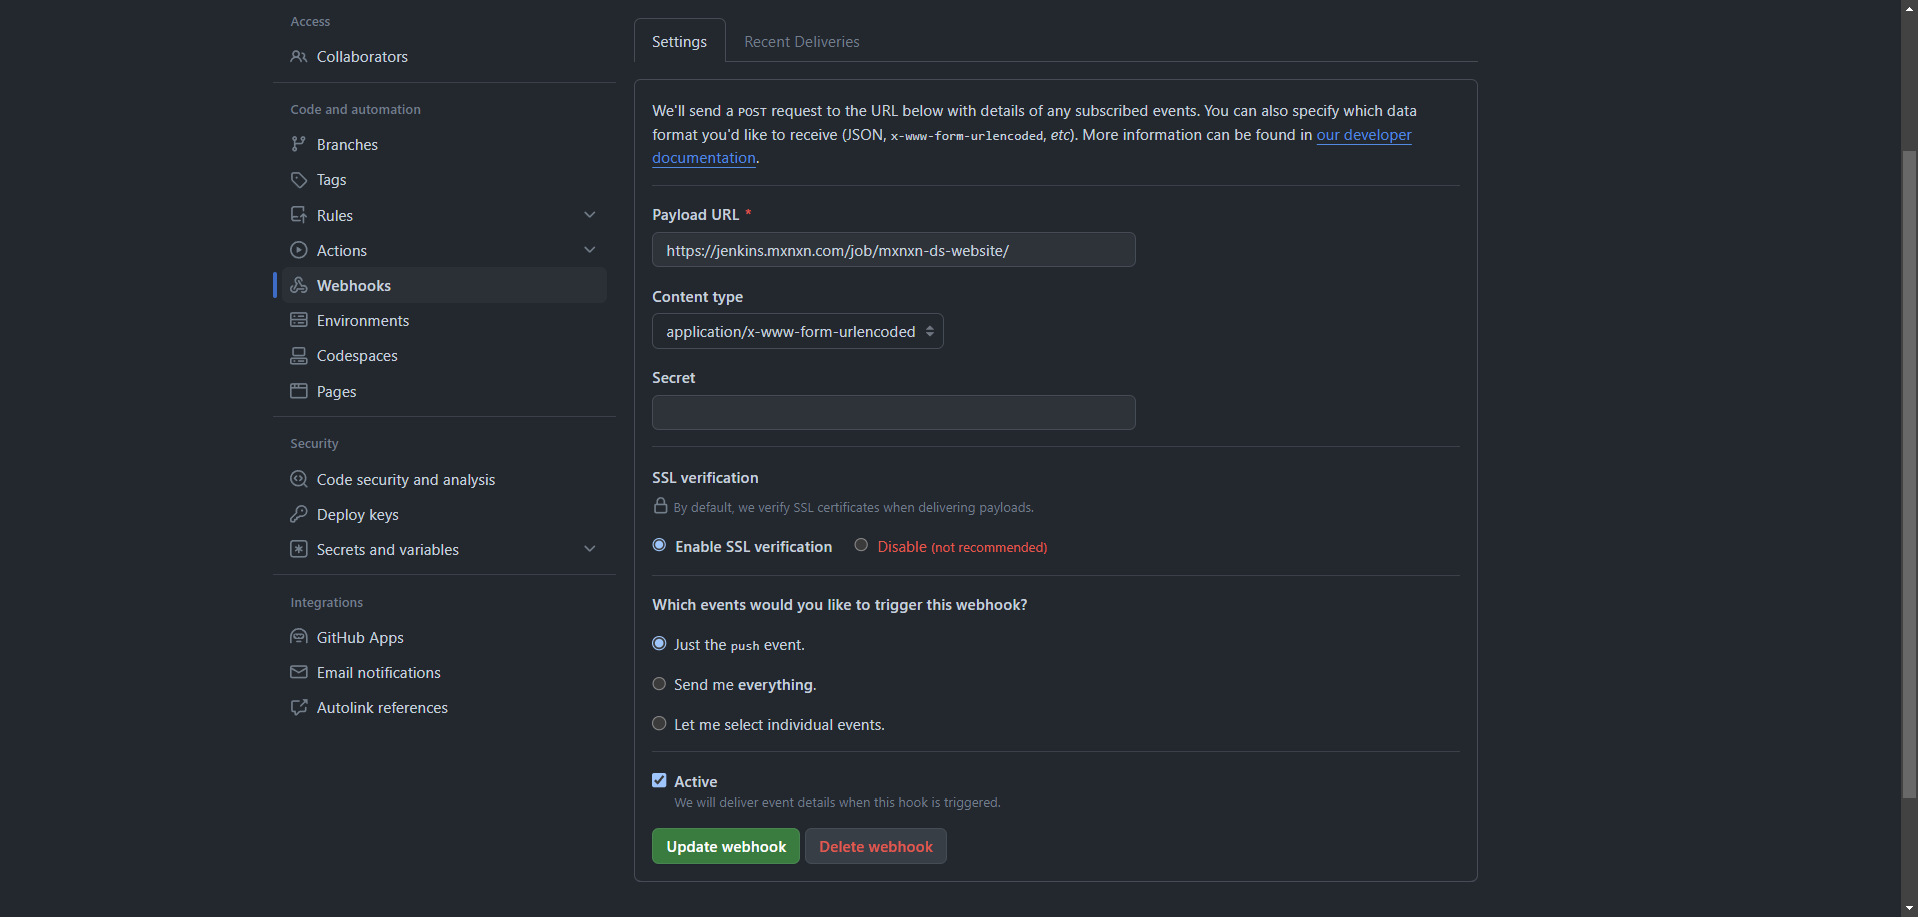 Access
Collaborators
Code and automation
Branches
Tags
Rules
Actions
Webhooks
Environments
Codespaces
Pages
Security
Code security and analysis
Deploy keys
Secrets and variables
Integrations
GitHub Apps
Email notifications
Autolink references
Settings
Recent Deliveries
We'll send a POST request to the URL below with details of any subscribed events. You can also specify which data
format you'd like to receive (JSON, x-www-form-urlencoded, etc). More information can be found in our developer
documentation.
Payload URL *
https://jenkins.mxnxn.com/job/mxnxn-ds-website/
Content type
application/x-www-form-urlencoded
Secret
SSL verification
By default, we verify SSL certificates when delivering payloads.
Enable SSL verification
Disable (not recommended)
Which events would you like to trigger this webhook?
Just the push event.
Send me everything.
Let me select individual events.
Active
We will deliver event details when this hook is triggered.
Update webhook
Delete webhook